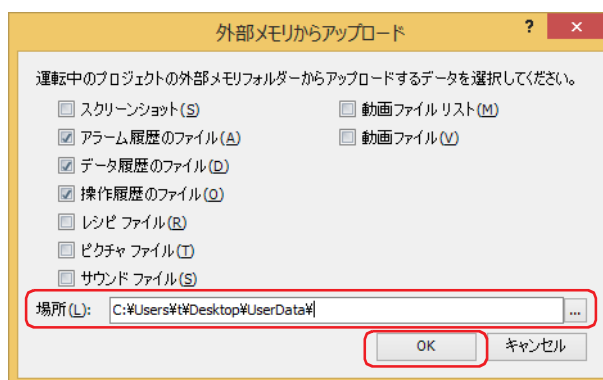 外部メモリからアップロード ? ×
運転中のプロジェクトの外部メモリフォルダーからアップロードするデータを選択してください。
スクリーンショット(S) 動画ファイル リスト(M)
アラーム履歴のファイル(A) 動画ファイル(V)
データ履歴のファイル(D)
操作履歴のファイル(O)
レシピ ファイル(R)
ピクチャ ファイル(T)
サウンド ファイル(S)
場所(L): C:¥Users¥t¥Desktop¥UserData¥ ...
OK キャンセル